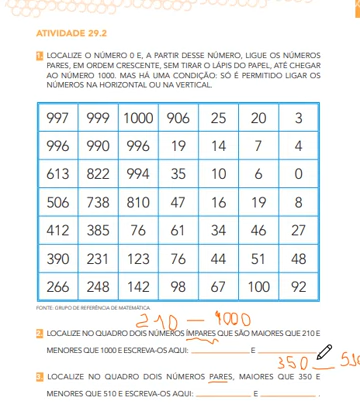 ATIVIDADE 29.2
1. LOCALIZE O NÚMERO 0 E, A PARTIR DESSE NÚMERO, LIGUE OS NÚMEROS
PARES, EM ORDEM CRESCENTE, SEM TIRAR O LÁPIS DO PAPEL, ATÉ CHEGAR
AO NÚMERO 1000. MAS HÁ UMA CONDIÇÃO: SÓ É PERMITIDO LIGAR OS
NÚMEROS NA HORIZONTAL OU NA VERTICAL.
997 999 1000 906 25 20 3
996 990 996 19 14 7 4
613 822 994 35 10 6 0
506 738 810 47 16 19 8
412 385 76 61 34 46 27
390 231 123 76 44 51 48
266 248 142 98 67 100 92
FONTE: GRUPO DE REFERÊNCIA DE MATEMÁTICA.
210 — 1000
2. LOCALIZE NO QUADRO DOIS NÚMEROS ÍMPARES QUE SÃO MAIORES QUE 210 E
MENORES QUE 1000 E ESCREVA-OS AQUI: ____________ E ____________
350 — 510
3. LOCALIZE NO QUADRO DOIS NÚMEROS PARES, MAIORES QUE 350 E
MENORES QUE 510 E ESCREVA-OS AQUI: ____________ E ____________.